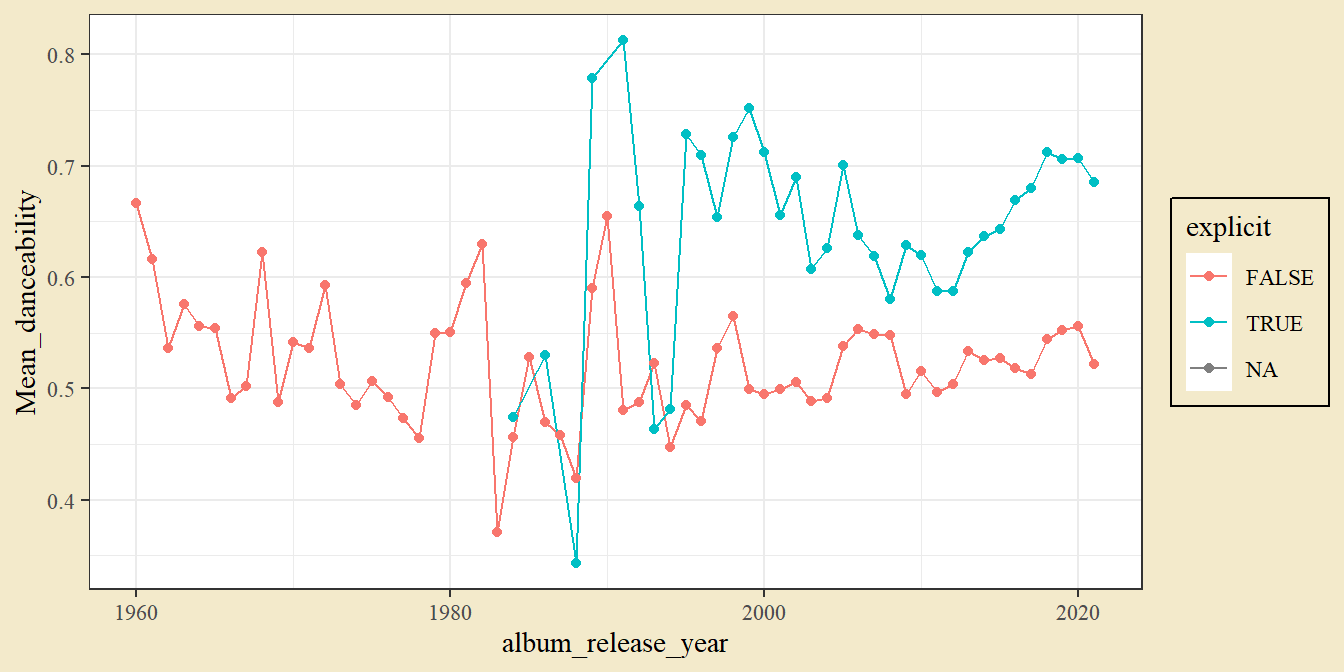 0.8
0.7
0.6
0.5
0.4
Mean_danceability
1960 1980 2000 2020
album_release_year
explicit
FALSE
TRUE
NA